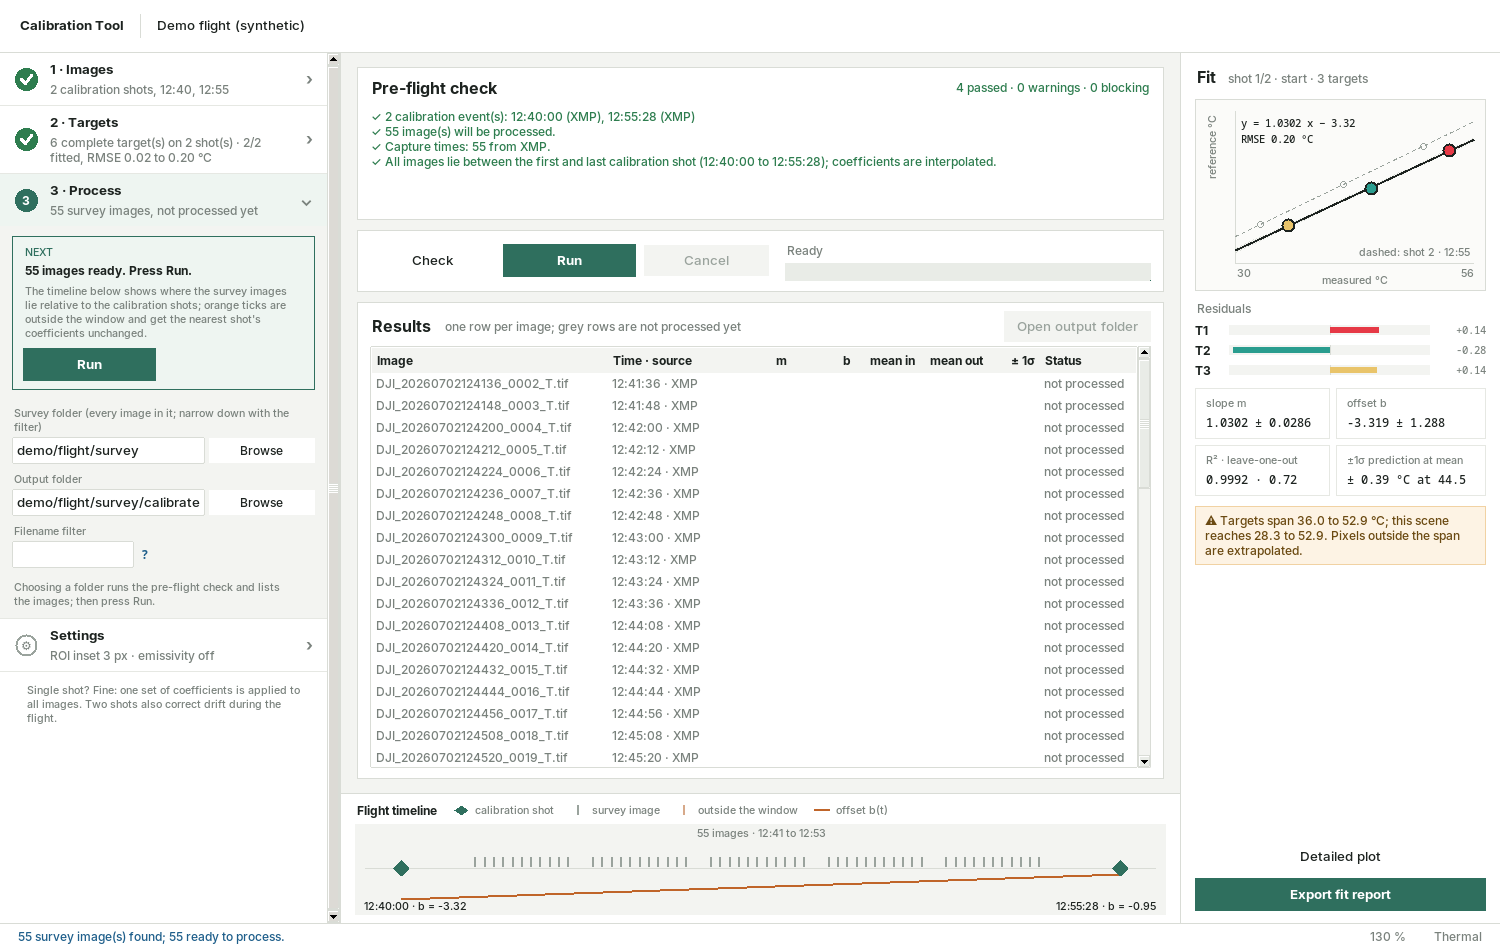 Calibration Tool
Demo flight (synthetic)
1 · Images
2 calibration shots, 12:40, 12:55
2 · Targets
6 complete target(s) on 2 shot(s) · 2/2
fitted, RMSE 0.02 to 0.20 °C
3
3 · Process
55 survey images, not processed yet
NEXT
55 images ready. Press Run.
The timeline below shows where the survey images
lie relative to the calibration shots; orange ticks are
outside the window and get the nearest shot's
coefficients unchanged.
Run
Survey folder (every image in it; narrow down with the
filter)
demo/flight/survey
Browse
Output folder
demo/flight/survey/calibrate
Browse
Filename filter
?
Choosing a folder runs the pre-flight check and lists
the images; then press Run.
Settings
ROI inset 3 px · emissivity off
Single shot? Fine: one set of coefficients is applied to
all images. Two shots also correct drift during the
flight.
Pre-flight check
4 passed · 0 warnings · 0 blocking
✓ 2 calibration event(s): 12:40:00 (XMP), 12:55:28 (XMP)
✓ 55 image(s) will be processed.
✓ Capture times: 55 from XMP.
✓ All images lie between the first and last calibration shot (12:40:00 to 12:55:28); coefficients are interpolated.
Check
Run
Cancel
Ready
Results
one row per image; grey rows are not processed yet
Open output folder
Image Time · source m b mean in mean out ± 1σ Status
DJI_20260702124136_0002_T.tif 12:41:36 · XMP not processed
DJI_20260702124148_0003_T.tif 12:41:48 · XMP not processed
DJI_20260702124200_0004_T.tif 12:42:00 · XMP not processed
DJI_20260702124212_0005_T.tif 12:42:12 · XMP not processed
DJI_20260702124224_0006_T.tif 12:42:24 · XMP not processed
DJI_20260702124236_0007_T.tif 12:42:36 · XMP not processed
DJI_20260702124248_0008_T.tif 12:42:48 · XMP not processed
DJI_20260702124300_0009_T.tif 12:43:00 · XMP not processed
DJI_20260702124312_0010_T.tif 12:43:12 · XMP not processed
DJI_20260702124324_0011_T.tif 12:43:24 · XMP not processed
DJI_20260702124336_0012_T.tif 12:43:36 · XMP not processed
DJI_20260702124408_0013_T.tif 12:44:08 · XMP not processed
DJI_20260702124420_0014_T.tif 12:44:20 · XMP not processed
DJI_20260702124432_0015_T.tif 12:44:32 · XMP not processed
DJI_20260702124444_0016_T.tif 12:44:44 · XMP not processed
DJI_20260702124456_0017_T.tif 12:44:56 · XMP not processed
DJI_20260702124508_0018_T.tif 12:45:08 · XMP not processed
DJI_20260702124520_0019_T.tif 12:45:20 · XMP not processed
Flight timeline
calibration shot
survey image
outside the window
offset b(t)
55 images · 12:41 to 12:53
12:40:00 · b = -3.32
12:55:28 · b = -0.95
Fit
shot 1/2 · start · 3 targets
reference °C
y = 1.0302 x − 3.32
RMSE 0.20 °C
dashed: shot 2 · 12:55
30
56
measured °C
Residuals
T1 +0.14
T2 -0.28
T3 +0.14
slope m
1.0302 ± 0.0286
offset b
-3.319 ± 1.288
R² · leave-one-out
0.9992 · 0.72
±1σ prediction at mean
± 0.39 °C at 44.5
⚠ Targets span 36.0 to 52.9 °C; this scene
reaches 28.3 to 52.9. Pixels outside the span
are extrapolated.
Detailed plot
Export fit report
55 survey image(s) found; 55 ready to process.
130 %
Thermal